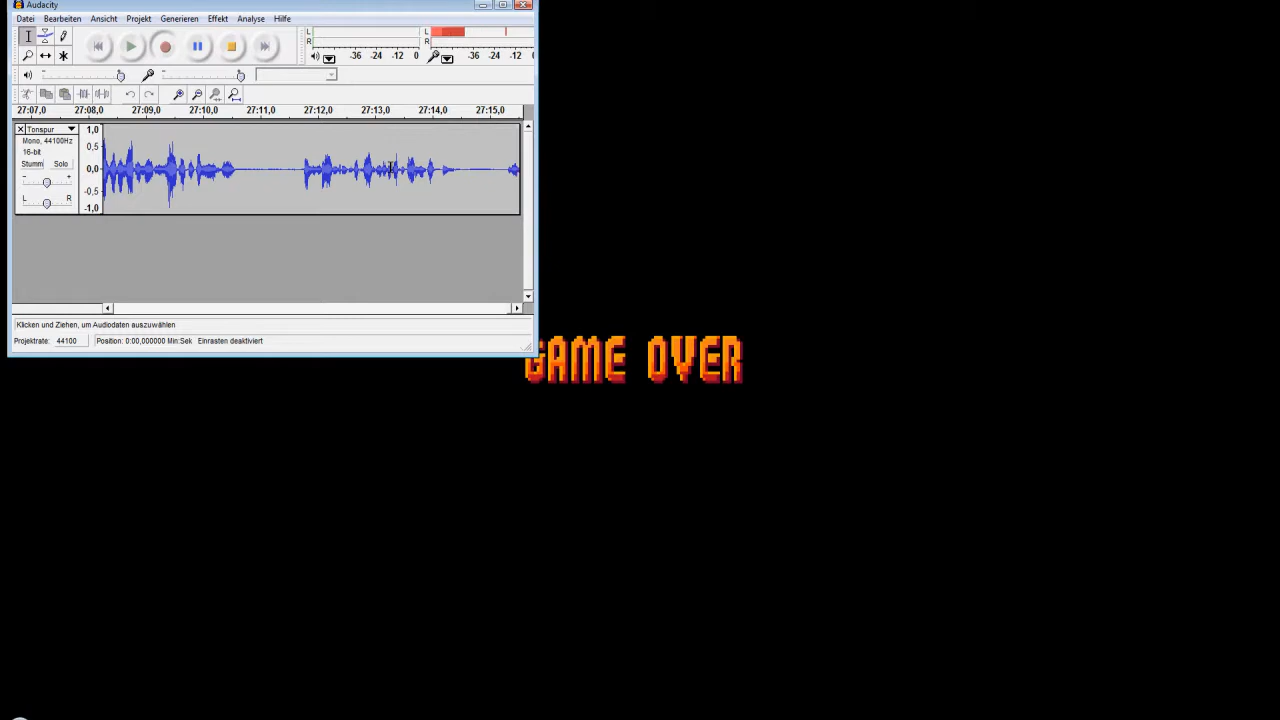 Audacity
Datei Bearbeiten Ansicht Projekt Generieren Effekt Analyse Hilfe
L
R
-36 -24 -12 0
L
R
-36 -24 -12 0
27:07,0 27:08,0 27:09,0 27:10,0 27:11,0 27:12,0 27:13,0 27:14,0 27:15,0
Tonspur
Mono, 44100Hz
16-bit
Stumm Solo
- +
L R
1,0
0,5
0,0
-0,5
-1,0
Klicken und Ziehen, um Audiodaten auszuwählen
Projektrate: 44100 Position: 0:00,000000 Min:Sek Einrasten deaktiviert
GAME OVER